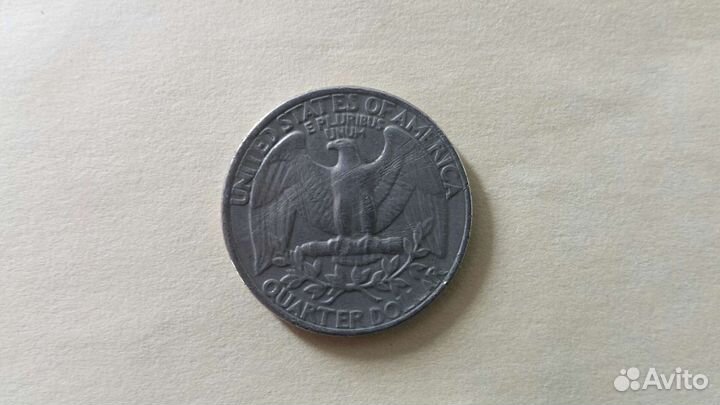 UNITED STATES OF AMERICA
E PLURIBUS
UNUM
QUARTER DOLLAR
Avito